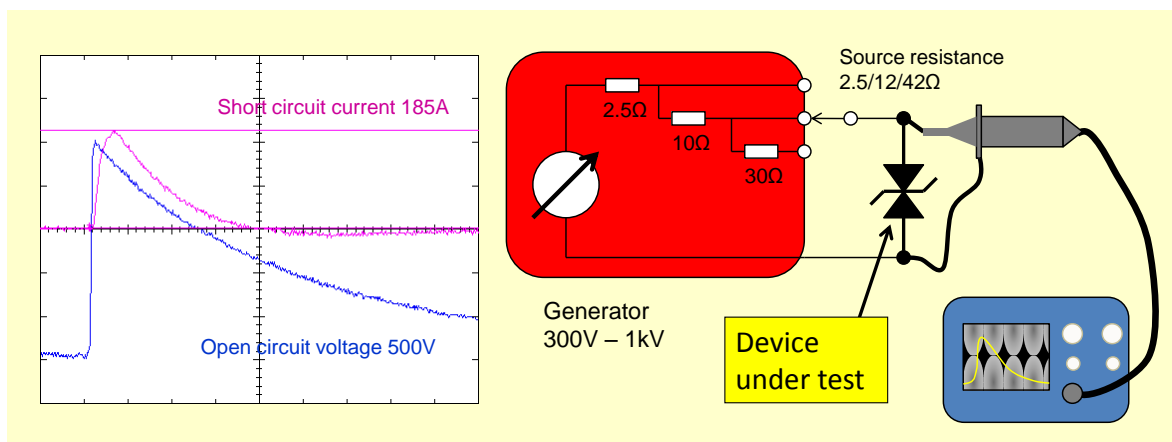 Short circuit current 185A
Open circuit voltage 500V
2.5Ω
10Ω
30Ω
Source resistance
2.5/12/42Ω
Generator
300V – 1kV
Device
under test